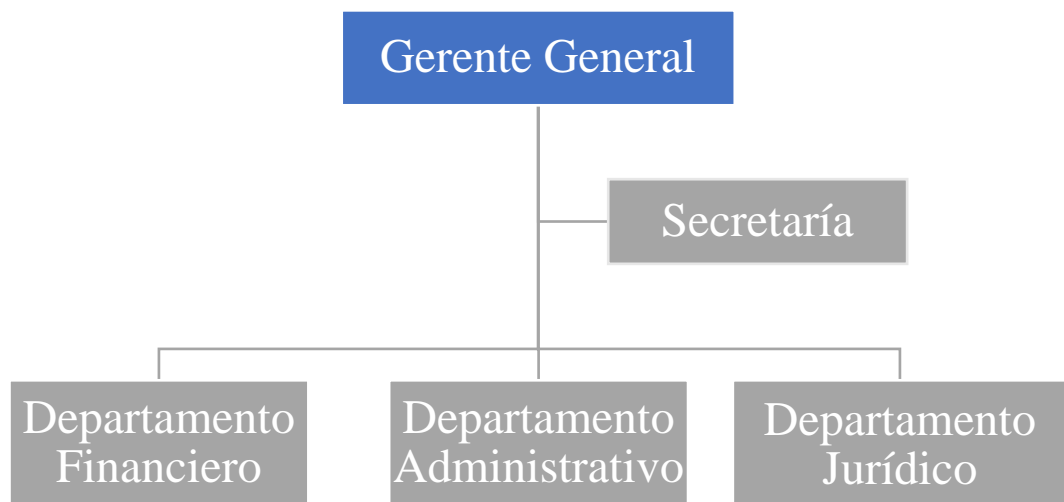 Gerente General
Secretaría
Departamento
Financiero
Departamento
Administrativo
Departamento
Jurídico